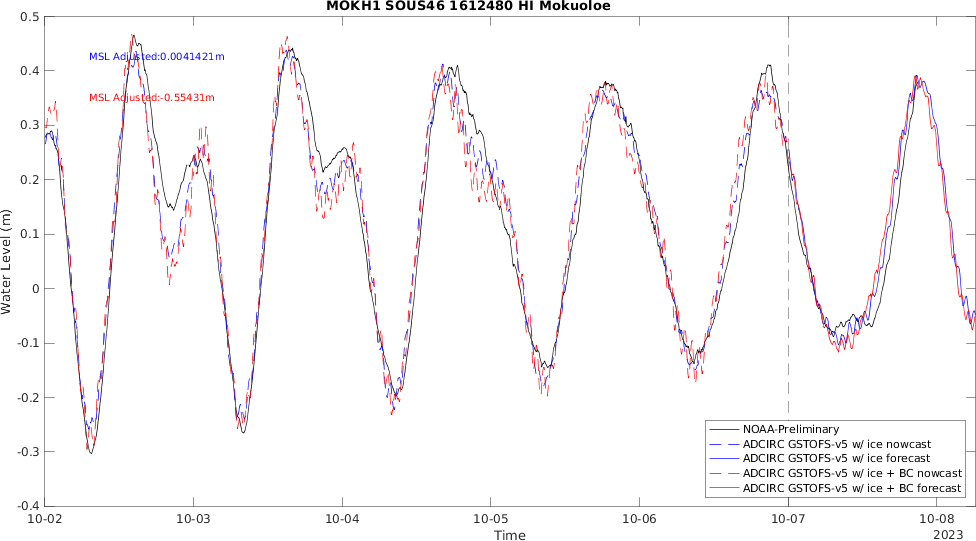 MOKH1 SOUS46 1612480 HI Mokuoloe
0.5
MSL Adjusted:0.0041421m
0.4
MSL Adjusted:-0.55431m
0.3
0.2
0.1
0
-0.1
-0.2
-0.3
-0.4
Water Level (m)
NOAA-Preliminary
ADCIRC GSTOFS-v5 w/ ice nowcast
ADCIRC GSTOFS-v5 w/ ice forecast
ADCIRC GSTOFS-v5 w/ ice + BC nowcast
ADCIRC GSTOFS-v5 w/ ice + BC forecast
10-02 10-03 10-04 10-05 10-06 10-07 10-08
Time
2023